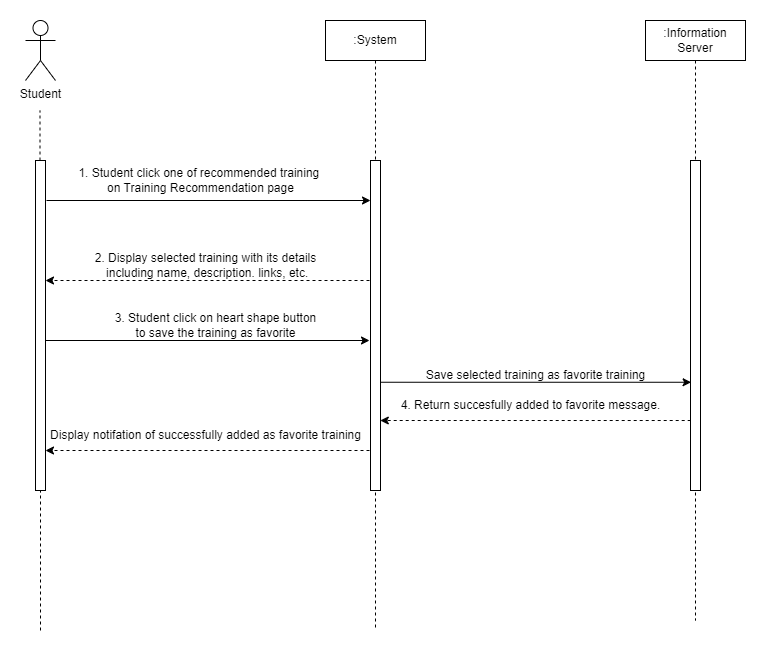 :System
:Information
Server
Student
1. Student click one of recommended training
on Training Recommendation page
2. Display selected training with its details
including name, description. links, etc.
3. Student click on heart shape button
to save the training as favorite
Save selected training as favorite training
4. Return succesfully added to favorite message.
Display notifation of successfully added as favorite training